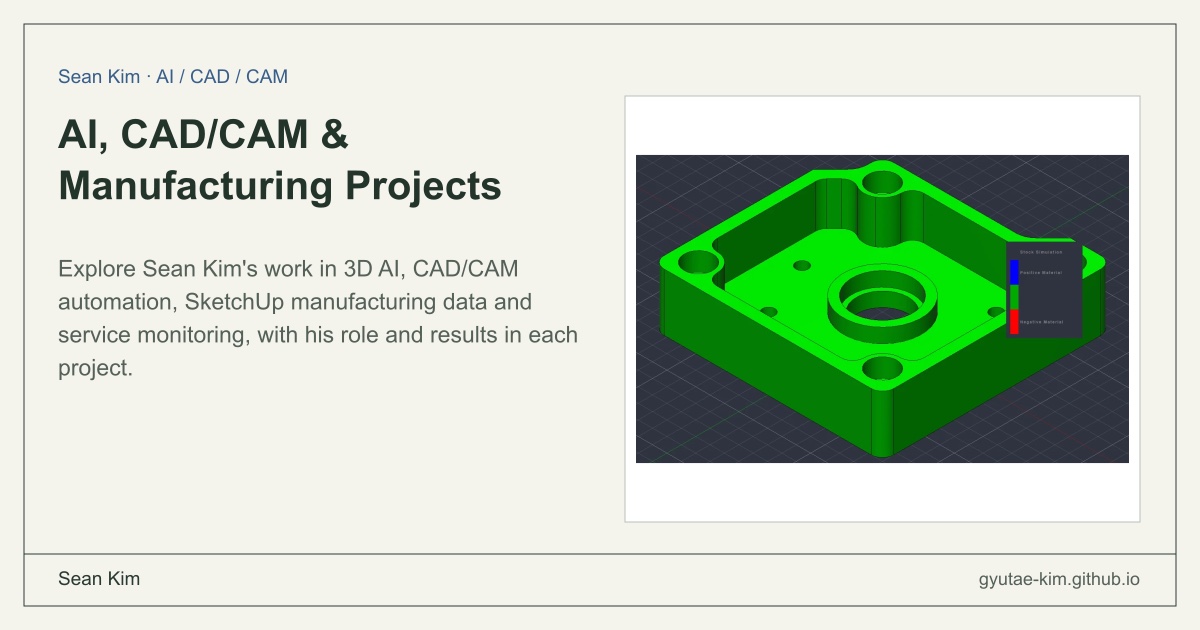 Sean Kim · AI / CAD / CAM
AI, CAD/CAM &
Manufacturing Projects
Explore Sean Kim's work in 3D AI, CAD/CAM
automation, SketchUp manufacturing data and
service monitoring, with his role and results in each
project.
Stock Simulation
Positive Material
Negative Material
Sean Kim
gyutae-kim.github.io